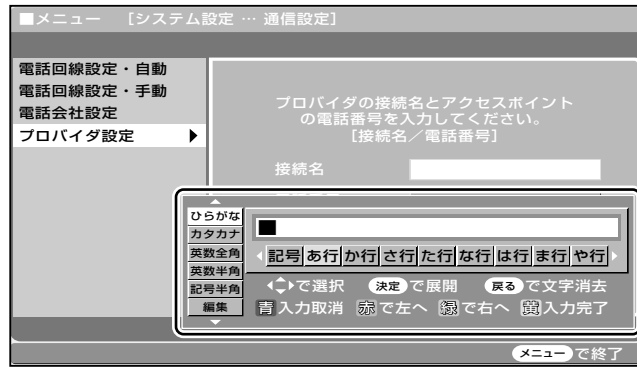 ■メニュー [システム設定 … 通信設定]
電話回線設定・自動
電話回線設定・手動
電話会社設定
プロバイダ設定
プロバイダの接続名とアクセスポイント
の電話番号を入力してください。
[接続名／電話番号]
接続名
ひらがな
カタカナ
英数全角
英数半角
記号半角
編集
記号 あ行 か行 さ行 た行 な行 は行 ま行 や行
で選択 決定で展開 戻るで文字消去
青入力取消 赤で左へ 緑で右へ 黄入力完了
メニューで終了